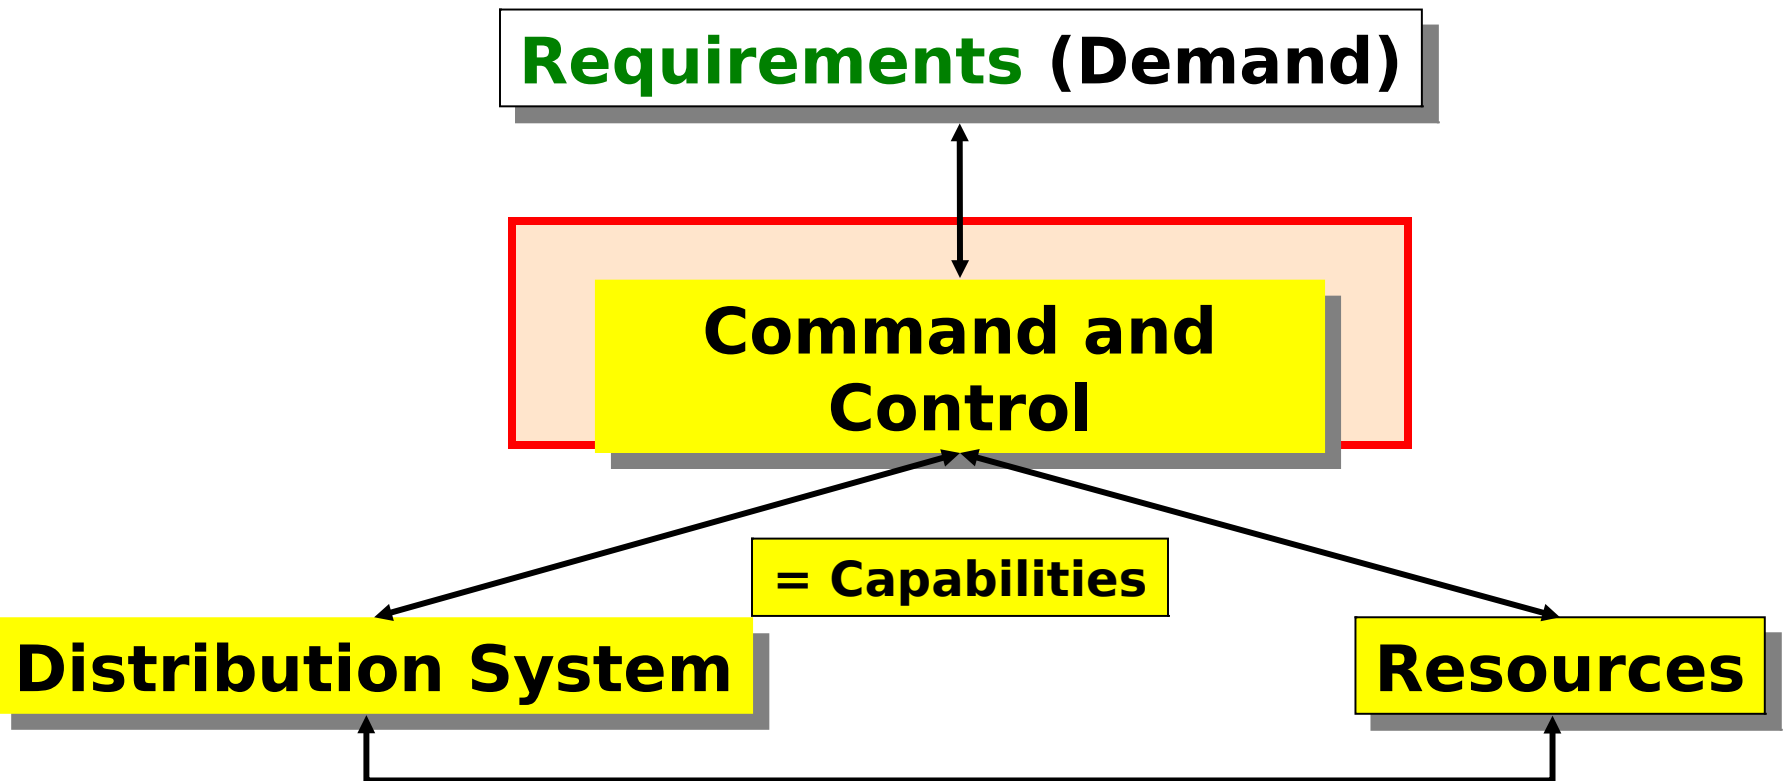 Requirements (Demand)
Command and
Control
= Capabilities
Distribution System
Resources